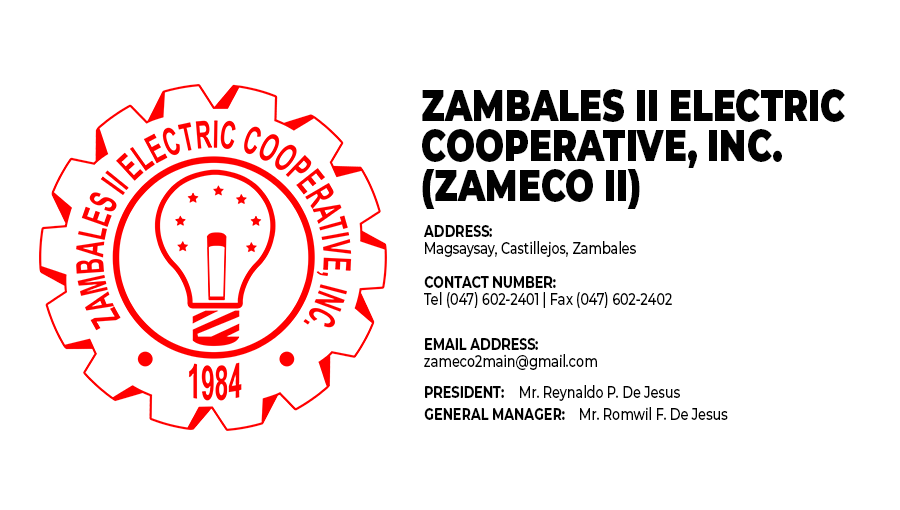 ZAMBALES II ELECTRIC COOPERATIVE, INC.
1984
ZAMBALES II ELECTRIC
COOPERATIVE, INC.
(ZAMECO II)
ADDRESS:
Magsaysay, Castillejos, Zambales
CONTACT NUMBER:
Tel (047) 602-2401 | Fax (047) 602-2402
EMAIL ADDRESS:
zameco2main@gmail.com
PRESIDENT: Mr. Reynaldo P. De Jesus
GENERAL MANAGER: Mr. Romwil F. De Jesus